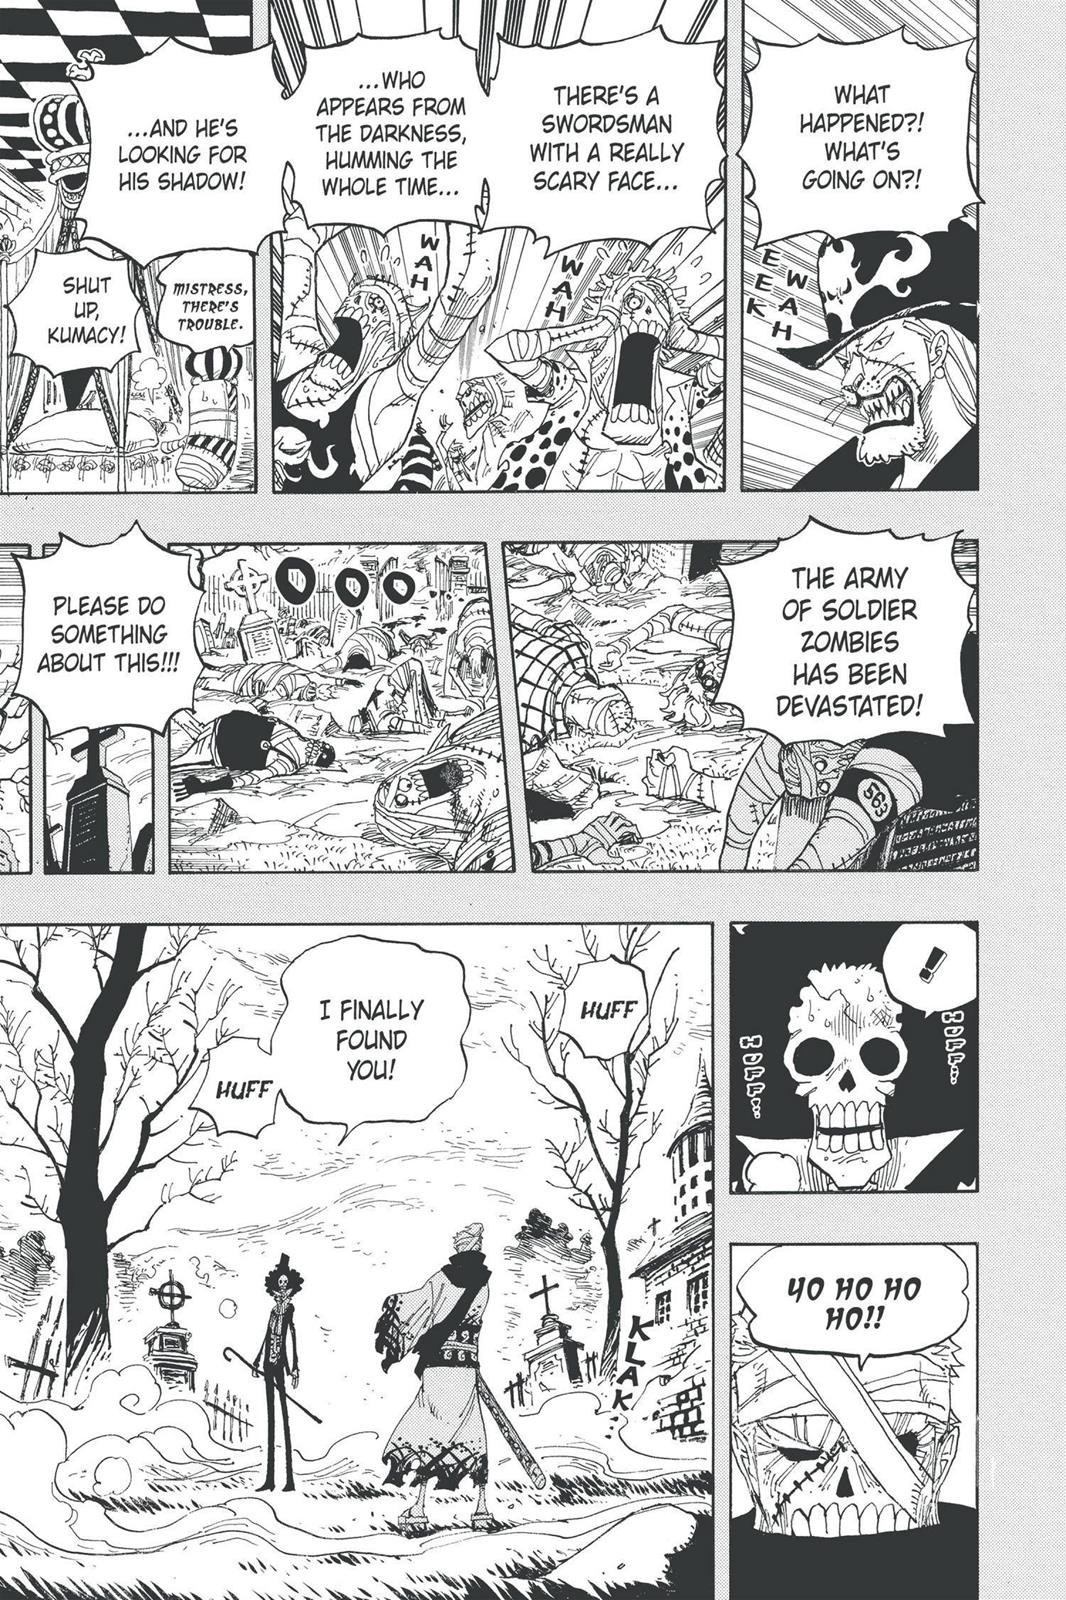 WHAT
HAPPENED?!
WHAT'S
GOING ON?!
EWAH
EEEK
THERE'S A
SWORDSMAN
WITH A REALLY
SCARY FACE...
WAH
...WHO
APPEARS FROM
THE DARKNESS,
HUMMING THE
WHOLE TIME...
WAH
...AND HE'S
LOOKING FOR
HIS SHADOW!
MISTRESS,
THERE'S
TROUBLE.
SHUT
UP,
KUMACY!
THE ARMY
OF SOLDIER
ZOMBIES
HAS BEEN
DEVASTATED!
563
OOO...
PLEASE DO
SOMETHING
ABOUT THIS!!!
!
HUFF...
HUFF...
YO HO HO
HO!!
HUFF
I FINALLY
FOUND
YOU!
HUFF
KLAK...